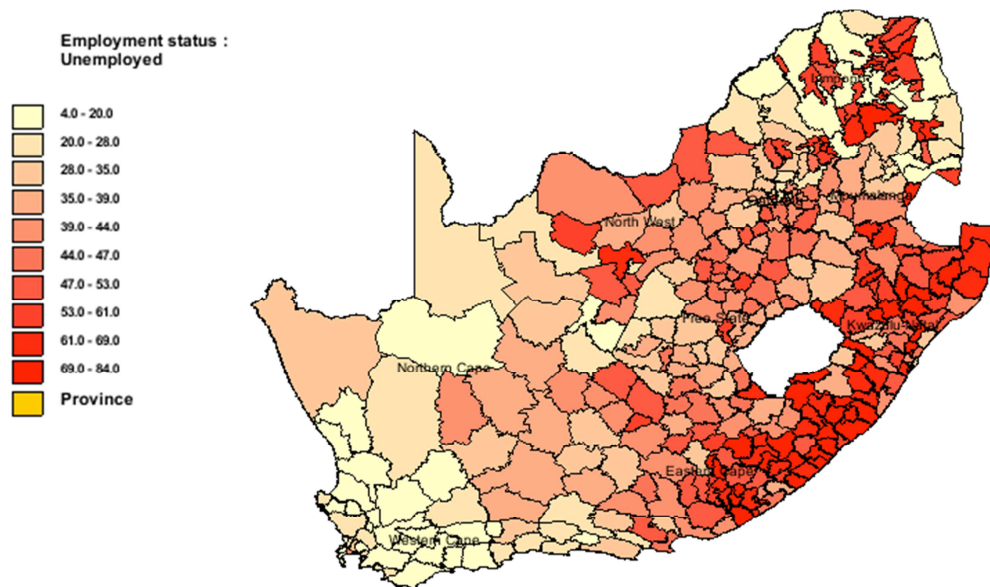 Employment status :
Unemployed
4.0 - 20.0
20.0 - 28.0
28.0 - 35.0
35.0 - 39.0
39.0 - 44.0
44.0 - 47.0
47.0 - 53.0
53.0 - 61.0
61.0 - 69.0
69.0 - 84.0
Province
Limpopo
Mpumalanga
North West
Free State
Kwazulu-Natal
Northern Cape
Eastern Cape
Western Cape